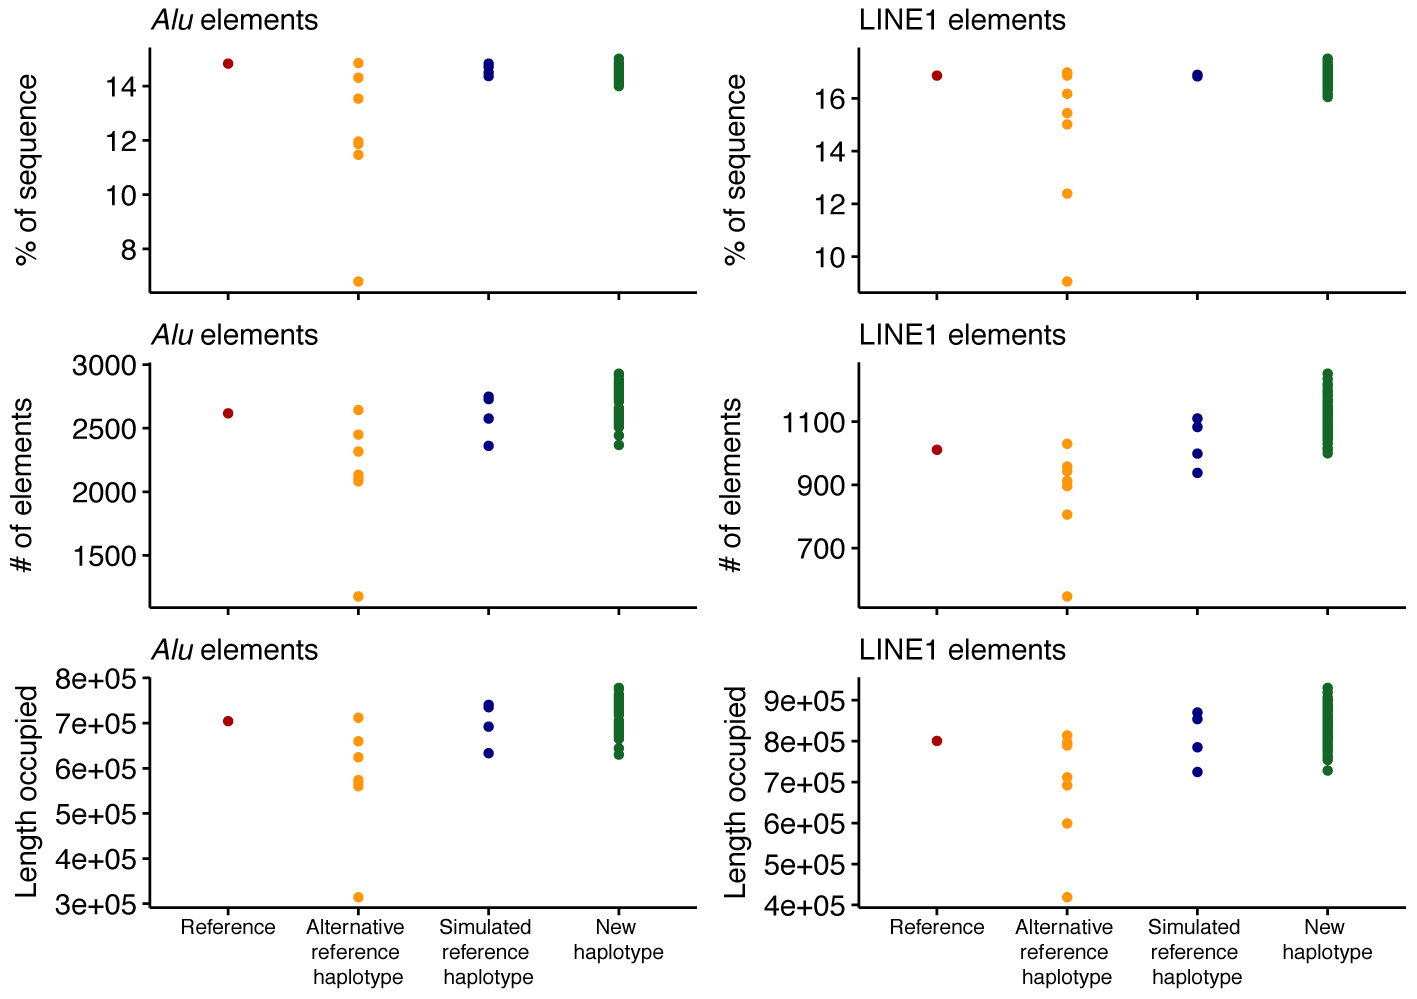 Alu elements
% of sequence
14
12
10
8
LINE1 elements
% of sequence
16
14
12
10
Alu elements
# of elements
3000
2500
2000
1500
LINE1 elements
# of elements
1100
900
700
Alu elements
Length occupied
8e+05
7e+05
6e+05
5e+05
4e+05
3e+05
Reference
Alternative
reference
haplotype
Simulated
reference
haplotype
New
haplotype
LINE1 elements
Length occupied
9e+05
8e+05
7e+05
6e+05
5e+05
4e+05
Reference
Alternative
reference
haplotype
Simulated
reference
haplotype
New
haplotype